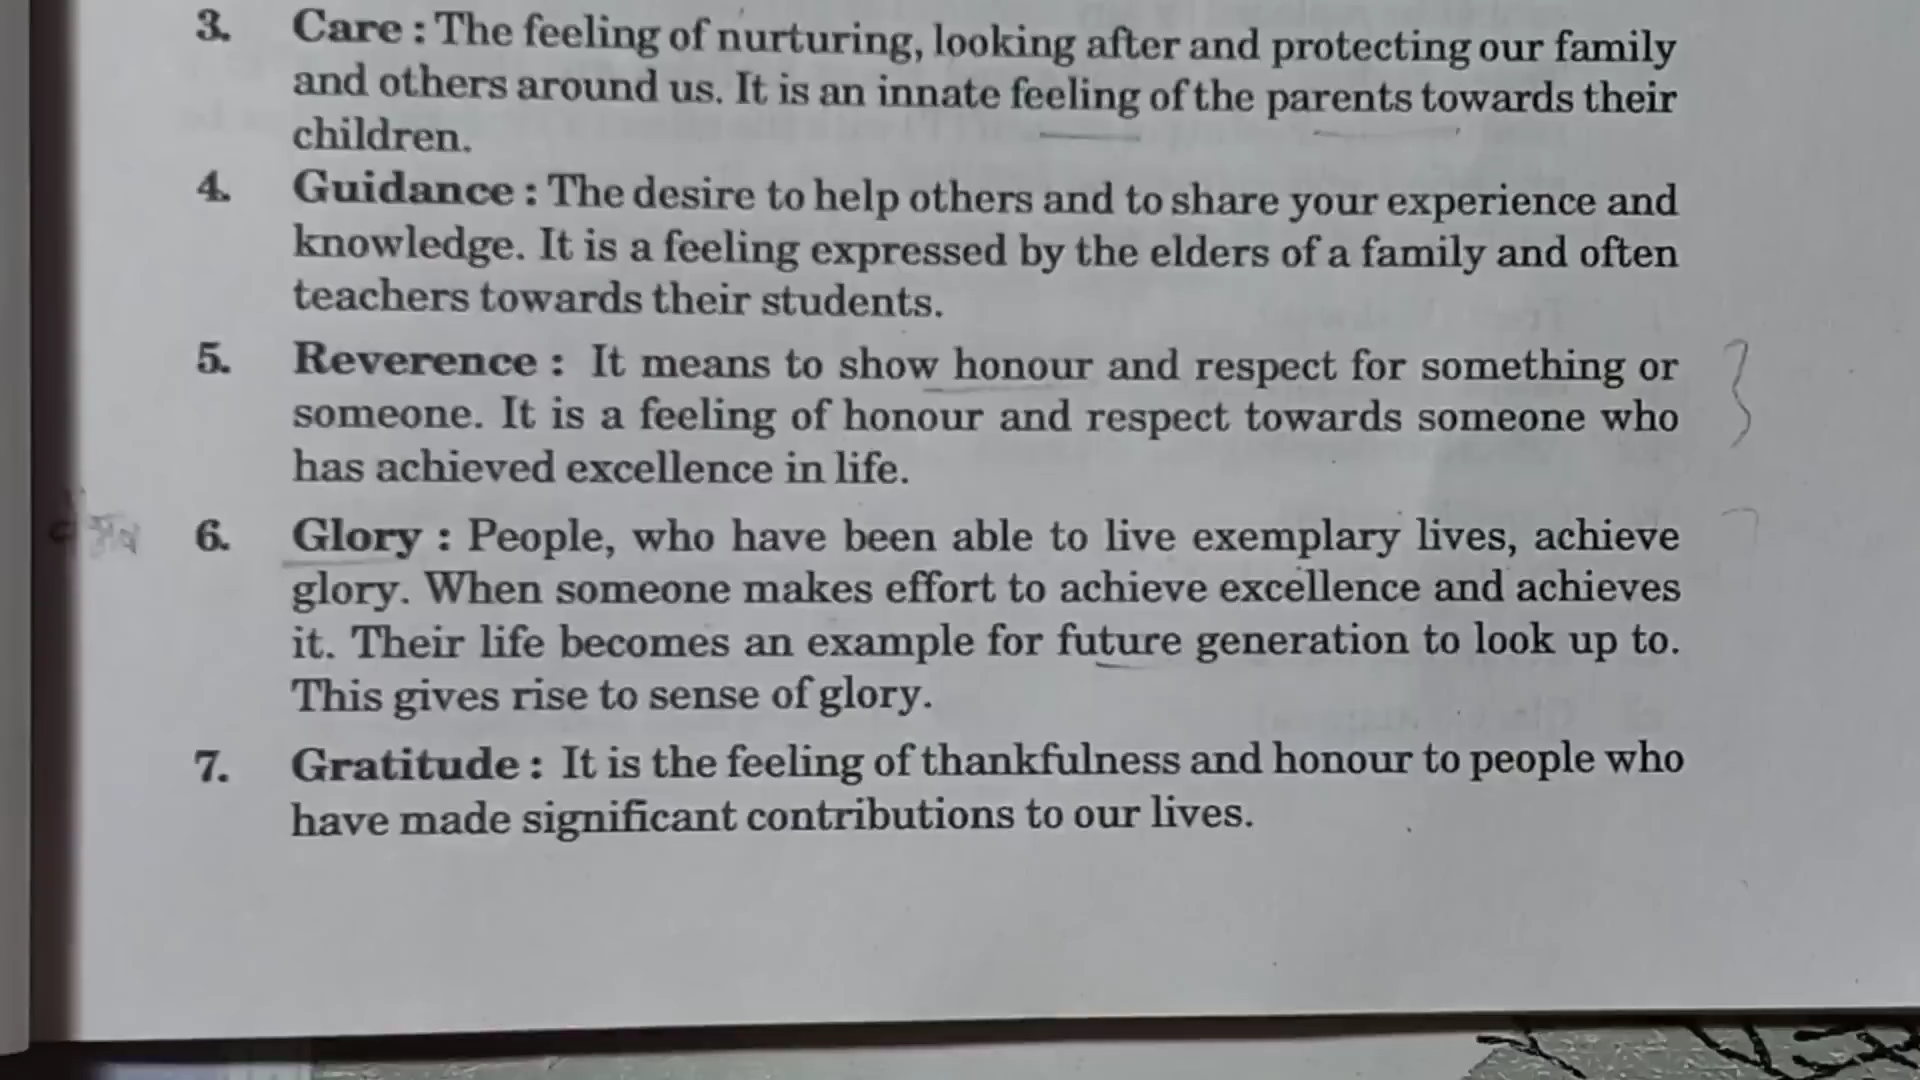 3. Care : The feeling of nurturing, looking after and protecting our family
and others around us. It is an innate feeling of the parents towards their
children.
4. Guidance : The desire to help others and to share your experience and
knowledge. It is a feeling expressed by the elders of a family and often
teachers towards their students.
5. Reverence : It means to show honour and respect for something or
someone. It is a feeling of honour and respect towards someone who
has achieved excellence in life.
6. Glory : People, who have been able to live exemplary lives, achieve
glory. When someone makes effort to achieve excellence and achieves
it. Their life becomes an example for future generation to look up to.
This gives rise to sense of glory.
7. Gratitude : It is the feeling of thankfulness and honour to people who
have made significant contributions to our lives.